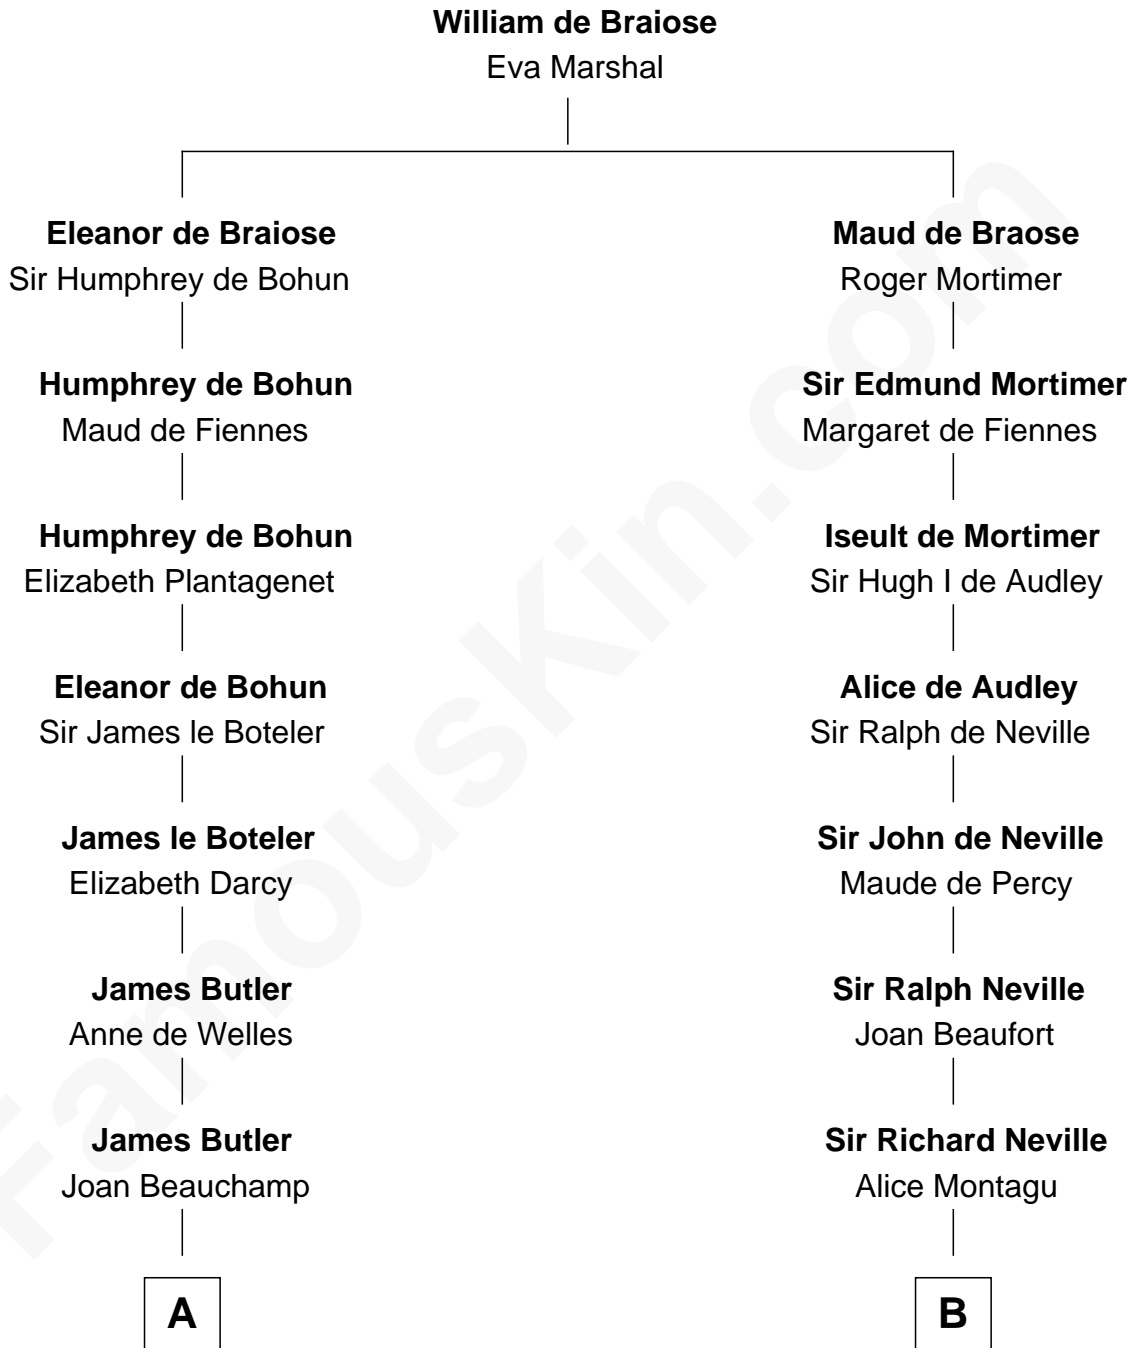 William de Braiose
Eva Marshal
Eleanor de Braiose
Sir Humphrey de Bohun
Maud de Braose
Roger Mortimer
Humphrey de Bohun
Maud de Fiennes
Sir Edmund Mortimer
Margaret de Fiennes
Humphrey de Bohun
Elizabeth Plantagenet
Iseult de Mortimer
Sir Hugh I de Audley
Eleanor de Bohun
Sir James le Boteler
Alice de Audley
Sir Ralph de Neville
James le Boteler
Elizabeth Darcy
Sir John de Neville
Maude de Percy
James Butler
Anne de Welles
Sir Ralph Neville
Joan Beaufort
James Butler
Joan Beauchamp
Sir Richard Neville
Alice Montagu
A
B
FamousKin.com